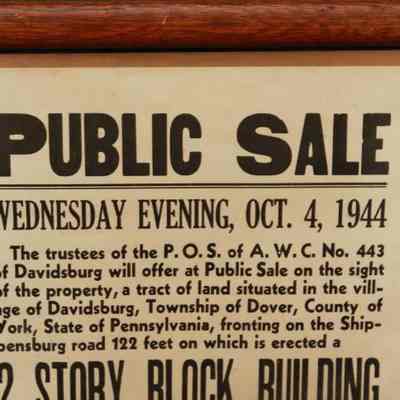 PUBLIC SALE
WEDNESDAY EVENING, OCT. 4, 1944
The trustees of the P. O. S. of A. W. C. No. 443
of Davidsburg will offer at Public Sale on the sight
of the property, a tract of land situated in the vill-
age of Davidsburg, Township of Dover, County of
York, State of Pennsylvania, fronting on the Ship-
pensburg road 122 feet on which is erected a
2 STORY BLOCK BUILDING